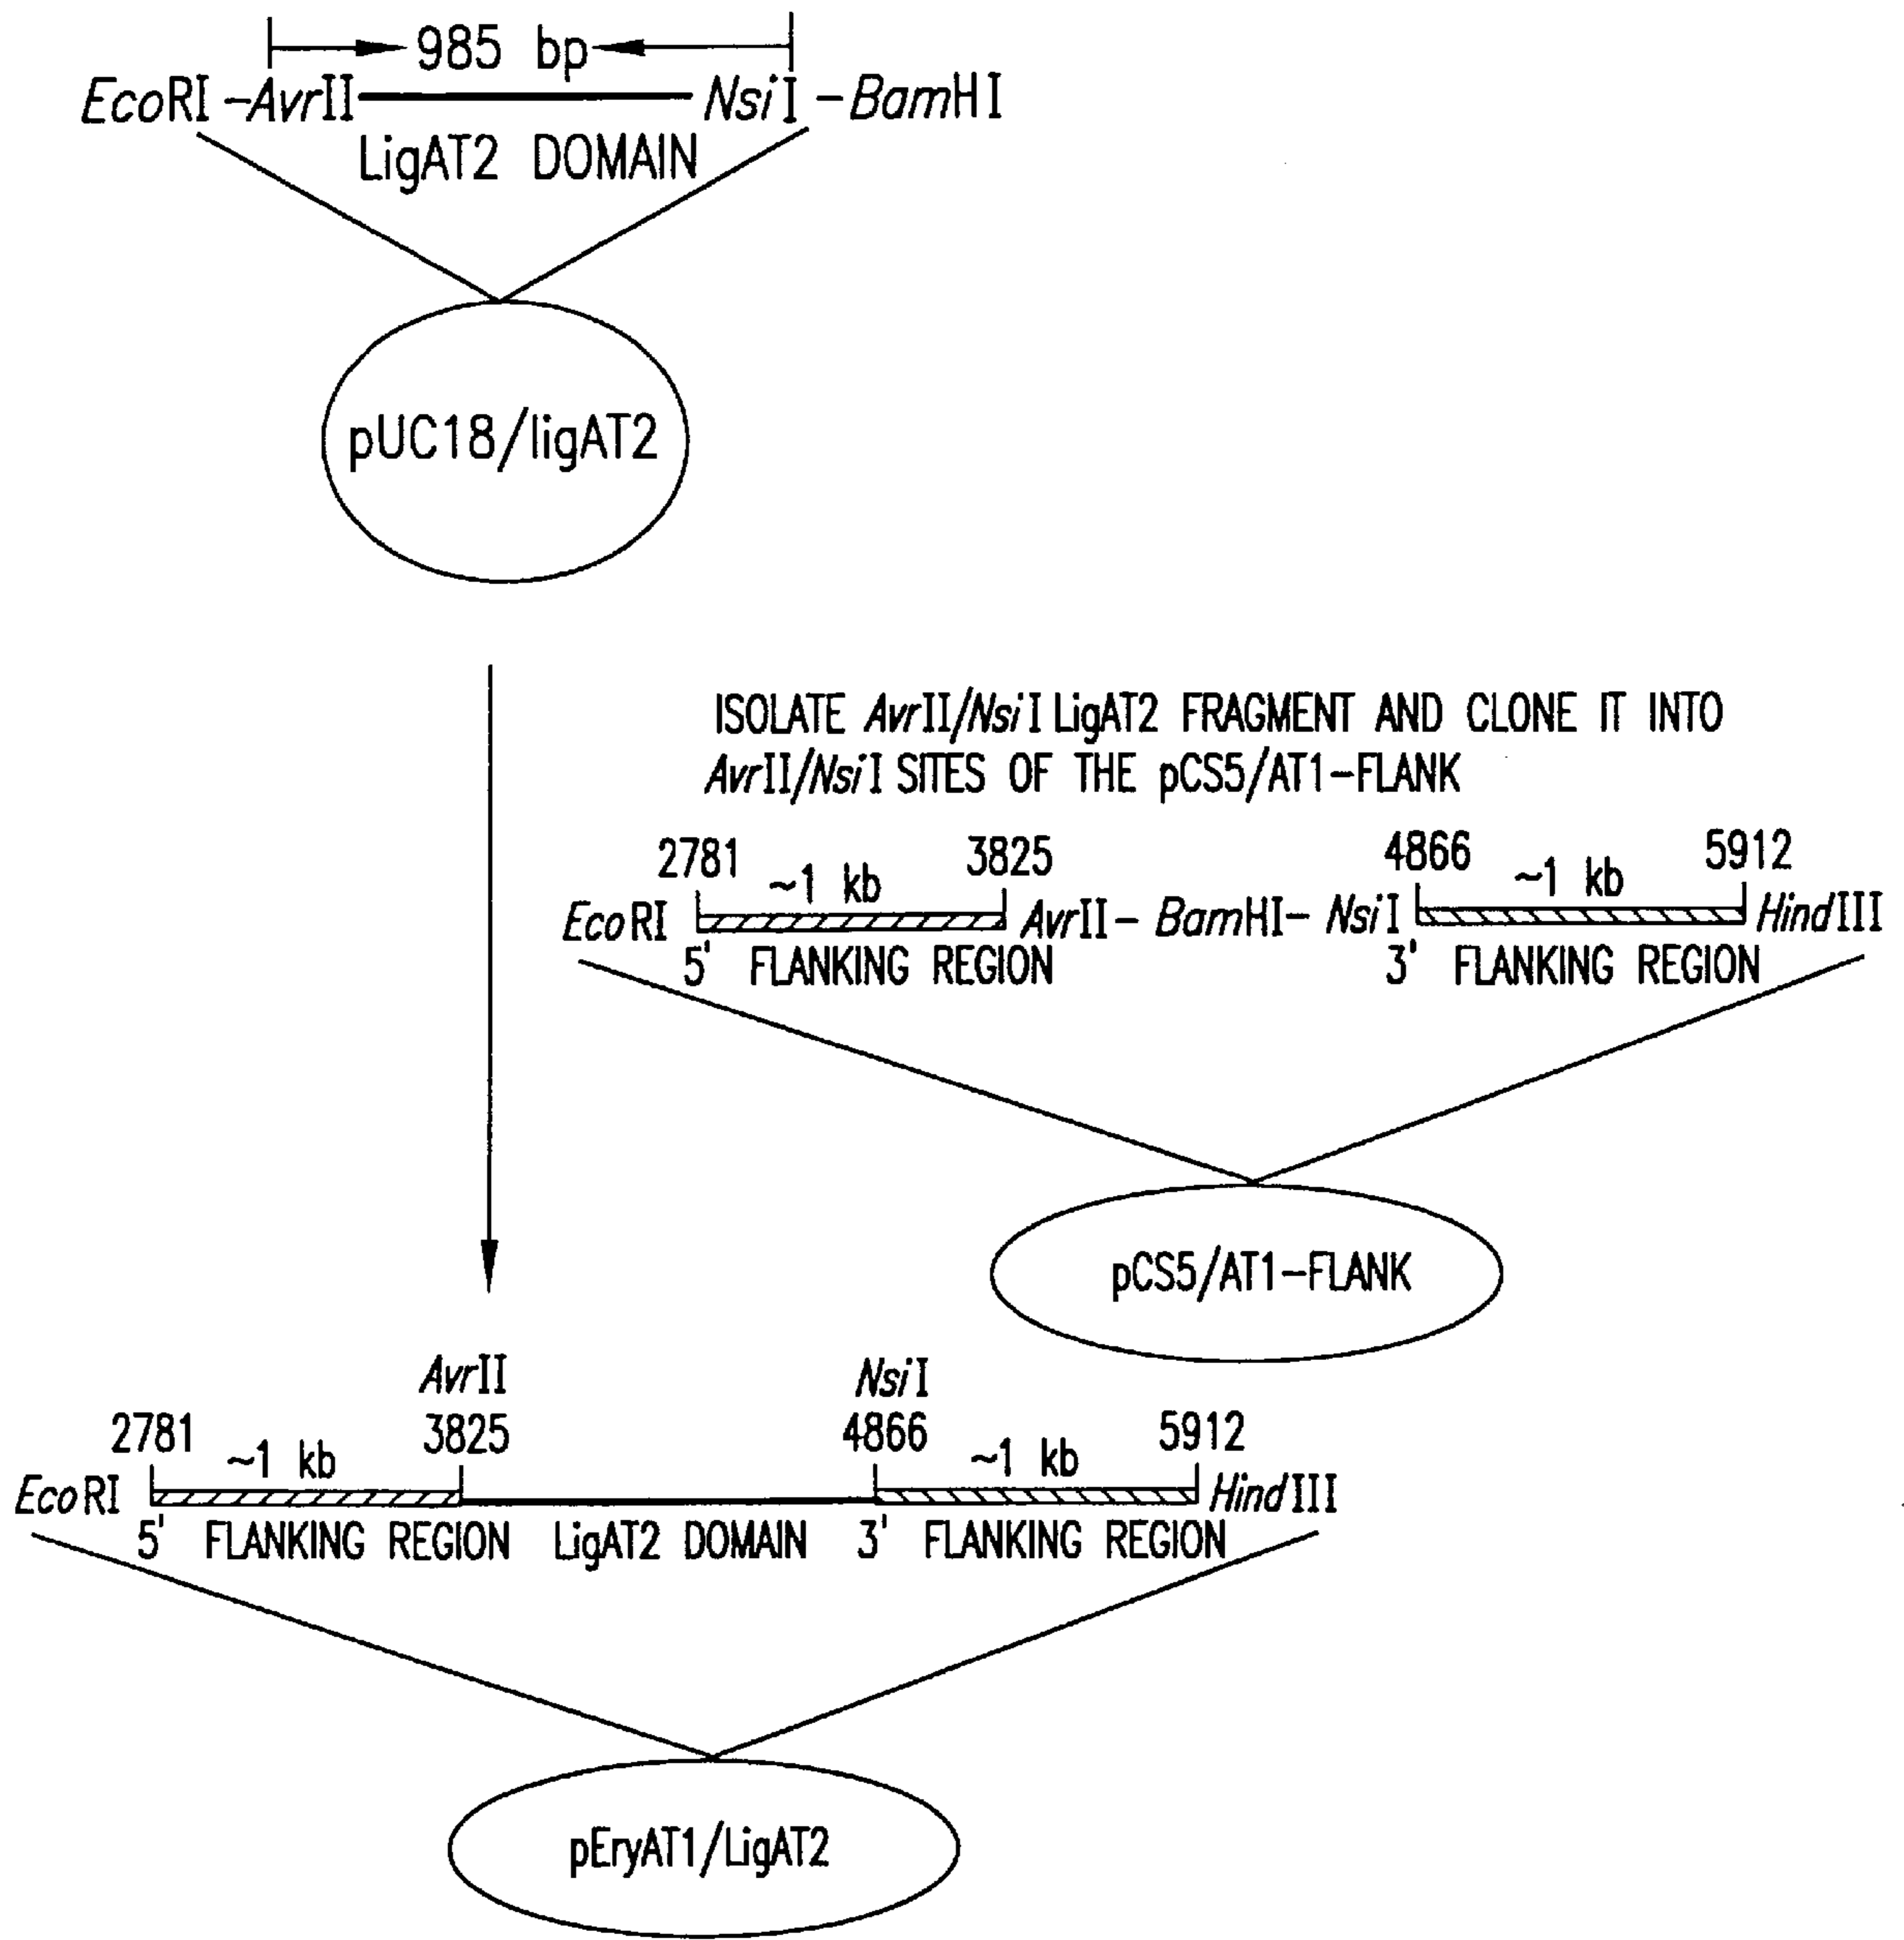 985 bp
EcoRI-AvrII NsiI-BamHI
LigAT2 DOMAIN
pUC18/ligAT2
ISOLATE AvrII/NsiI LigAT2 FRAGMENT AND CLONE IT INTO
AvrII/NsiI SITES OF THE pCS5/AT1-FLANK
2781 ~1 kb 3825 4866 ~1 kb 5912
EcoRI AvrII- BamHI- NsiI HindIII
5' FLANKING REGION 3' FLANKING REGION
pCS5/AT1-FLANK
AvrII NsiI
2781 ~1 kb 3825 4866 ~1 kb 5912
EcoRI HindIII
5' FLANKING REGION LigAT2 DOMAIN 3' FLANKING REGION
pEryAT1/LigAT2